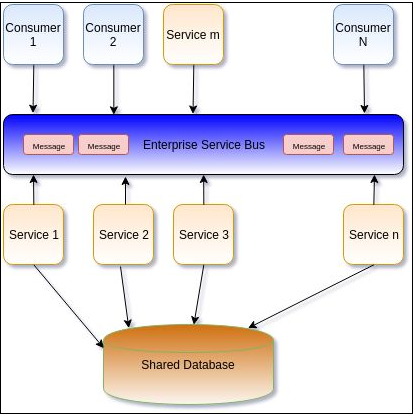 Consumer
1
Consumer
2
Service m
Consumer
N
Message
Message
Enterprise Service Bus
Message
Message
Service 1
Service 2
Service 3
Service n
Shared Database